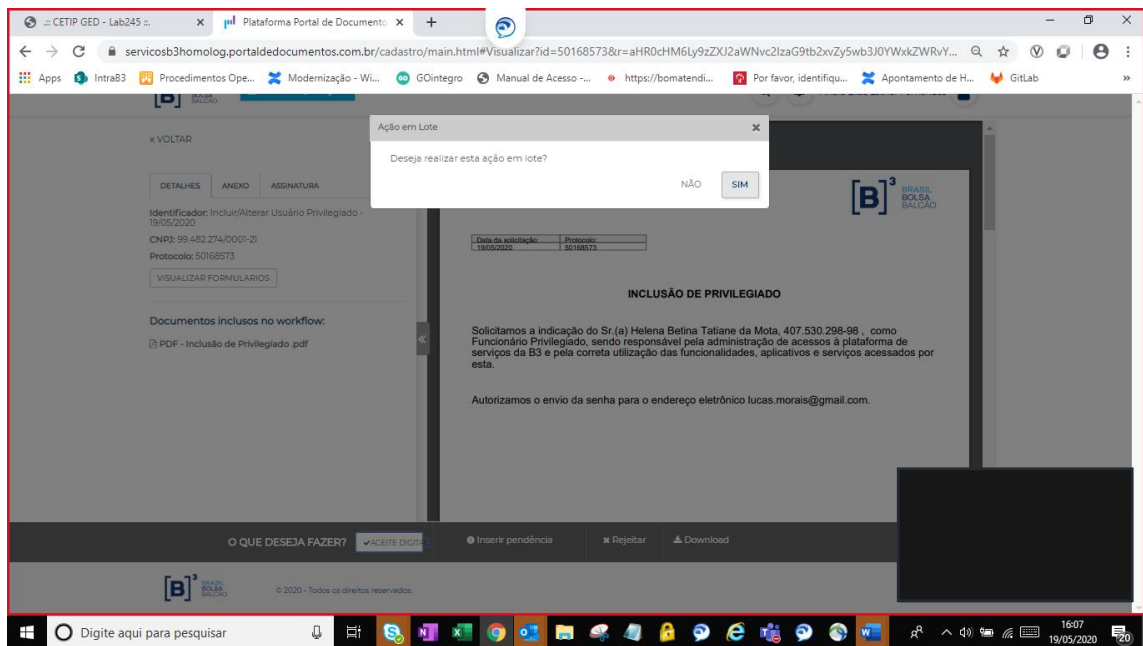 .:: CETIP GED - Lab245 ::.
Plataforma Portal de Documento
servicosb3homolog.portaldedocumentos.com.br/cadastro/main.html#Visualizar?id=50168573&r=aHR0cHM6Ly9zZXJ2aWNvc2IzaG9tb2xvZy5wb3J0YWxkZWRvY...
Apps
IntraB3
Procedimentos Ope...
Modernização - Wi...
GOintegro
Manual de Acesso -...
https://bomatendi...
Por favor, identifiqu...
Apontamento de H...
GitLab
»
Ação em Lote
Deseja realizar esta ação em lote?
NÃO
SIM
« VOLTAR
DETALHES
ANEXO
ASSINATURA
Identificador: Incluir/Alterar Usuário Privilegiado -
19/05/2020
CNPJ: 99.482.274/0001-21
Protocolo: 50168573
VISUALIZAR FORMULARIOS
Documentos inclusos no workflow:
PDF - Inclusão de Privilegiado .pdf
[B]³ BRASIL
BOLSA
BALCÃO
Data da solicitação: Protocolo:
19/05/2020 50168573
INCLUSÃO DE PRIVILEGIADO
Solicitamos a indicação do Sr.(a) Helena Betina Tatiane da Mota, 407.530.298-98 , como
Funcionário Privilegiado, sendo responsável pela administração de acessos à plataforma de
serviços da B3 e pela correta utilização das funcionalidades, aplicativos e serviços acessados por
esta.
Autorizamos o envio da senha para o endereço eletrônico lucas.morais@gmail.com.
O QUE DESEJA FAZER?
ACEITE DIGITAL
Inserir pendência
Rejeitar
Download
[B]³ BRASIL
BOLSA
BALCÃO
© 2020 - Todos os direitos reservados.
Digite aqui para pesquisar
16:07
19/05/2020
20